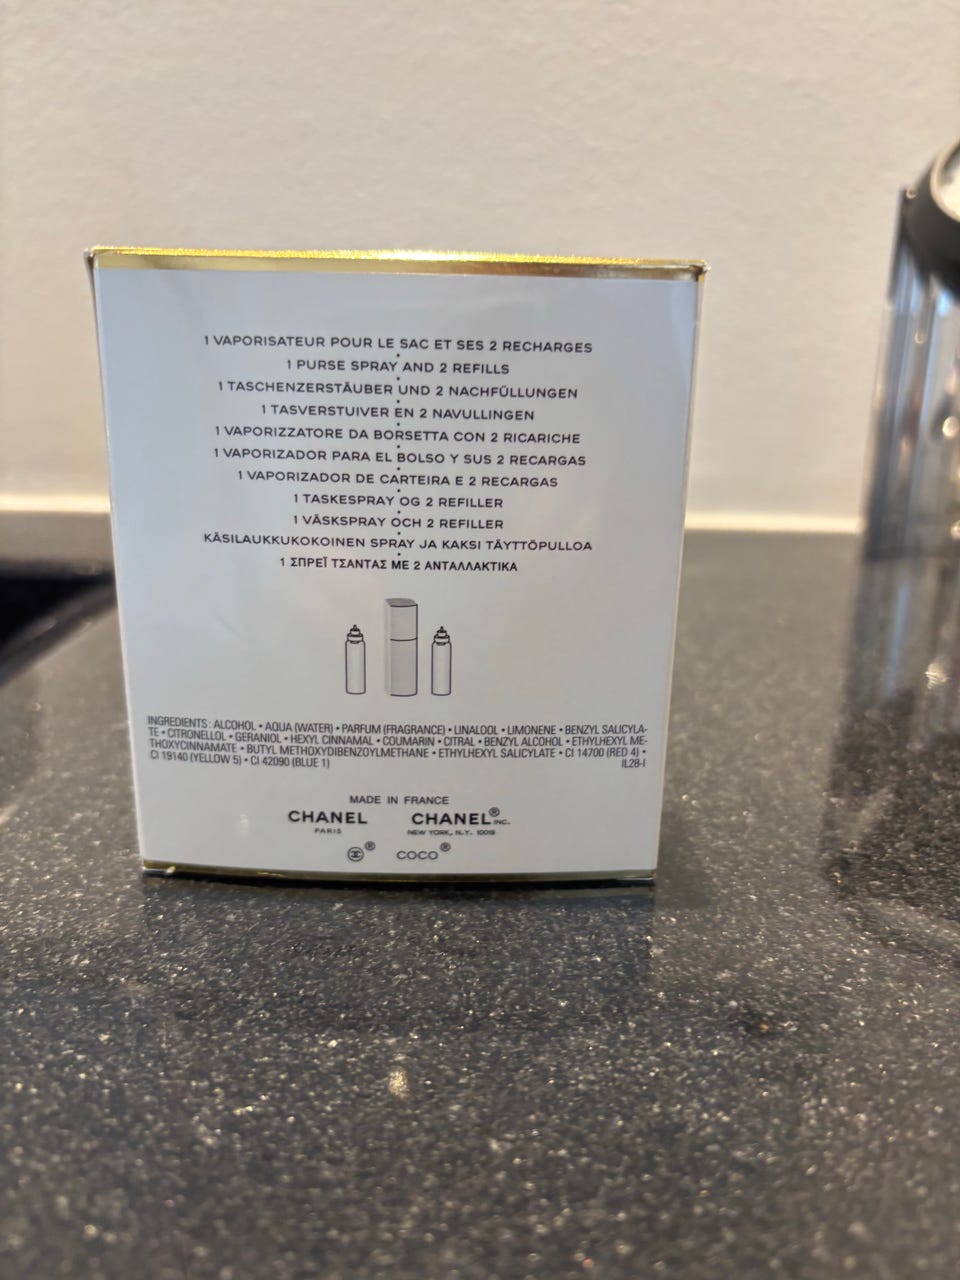 1 VAPORISATEUR POUR LE SAC ET SES 2 RECHARGES
•
1 PURSE SPRAY AND 2 REFILLS
•
1 TASCHENZERSTÄUBER UND 2 NACHFÜLLUNGEN
•
1 TASVERSTUIVER EN 2 NAVULLINGEN
•
1 VAPORIZZATORE DA BORSETTA CON 2 RICARICHE
•
1 VAPORIZADOR PARA EL BOLSO Y SUS 2 RECARGAS
•
1 VAPORIZADOR DE CARTEIRA E 2 RECARGAS
•
1 TASKESPRAY OG 2 REFILLER
•
1 VÄSKSPRAY OCH 2 REFILLER
•
KÄSILAUKKUKOKOINEN SPRAY JA KAKSI TÄYTTÖPULLOA
•
1 ΣΠΡΕΪ ΤΣΑΝΤΑΣ ΜΕ 2 ΑΝΤΑΛΛΑΚΤΙΚΑ
INGREDIENTS: ALCOHOL • AQUA (WATER) • PARFUM (FRAGRANCE) • LINALOOL • LIMONENE • BENZYL SALICYLA-
TE • CITRONELLOL • GERANIOL • HEXYL CINNAMAL • COUMARIN • CITRAL • BENZYL ALCOHOL • ETHYLHEXYL ME-
THOXYCINNAMATE • BUTYL METHOXYDIBENZOYLMETHANE • ETHYLHEXYL SALICYLATE • CI 14700 (RED 4) •
CI 19140 (YELLOW 5) • CI 42090 (BLUE 1) IL28-I
MADE IN FRANCE
CHANEL CHANEL® INC.
PARIS NEW YORK, N.Y. 10019
® COCO®